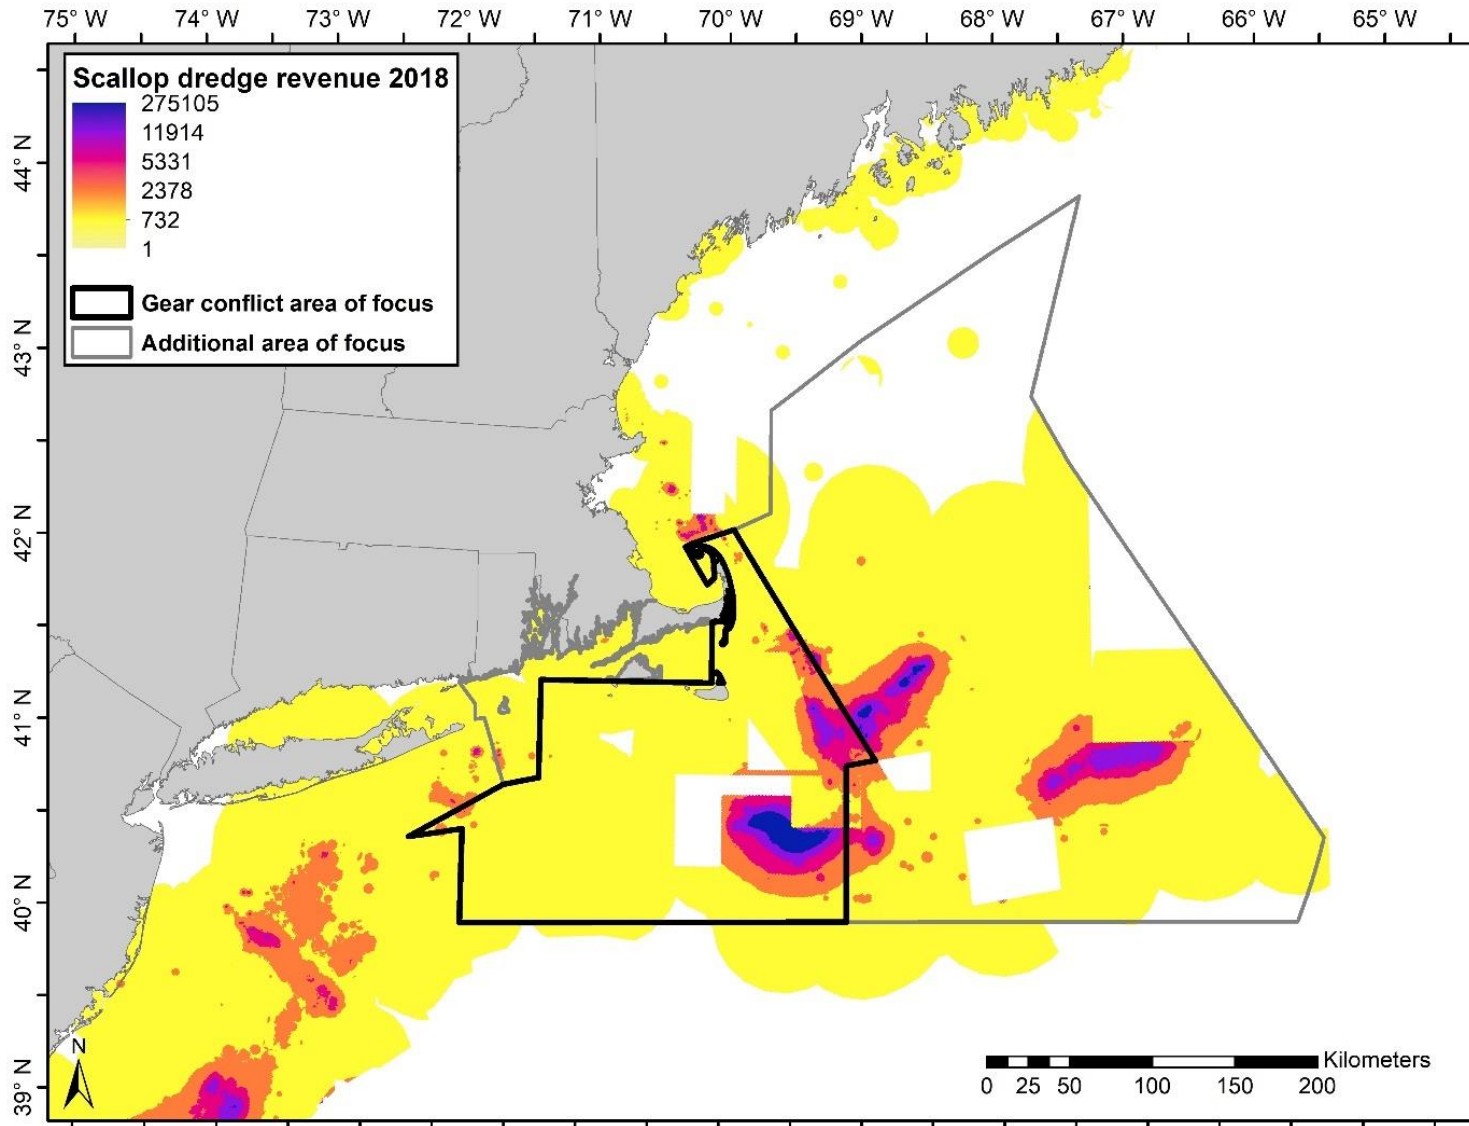 75° W 74° W 73° W 72° W 71° W 70° W 69° W 68° W 67° W 66° W 65° W
Scallop dredge revenue 2018
275105
11914
5331
2378
732
1
Gear conflict area of focus
Additional area of focus
44° N
43° N
42° N
41° N
40° N
39° N
N
Kilometers
0 25 50 100 150 200